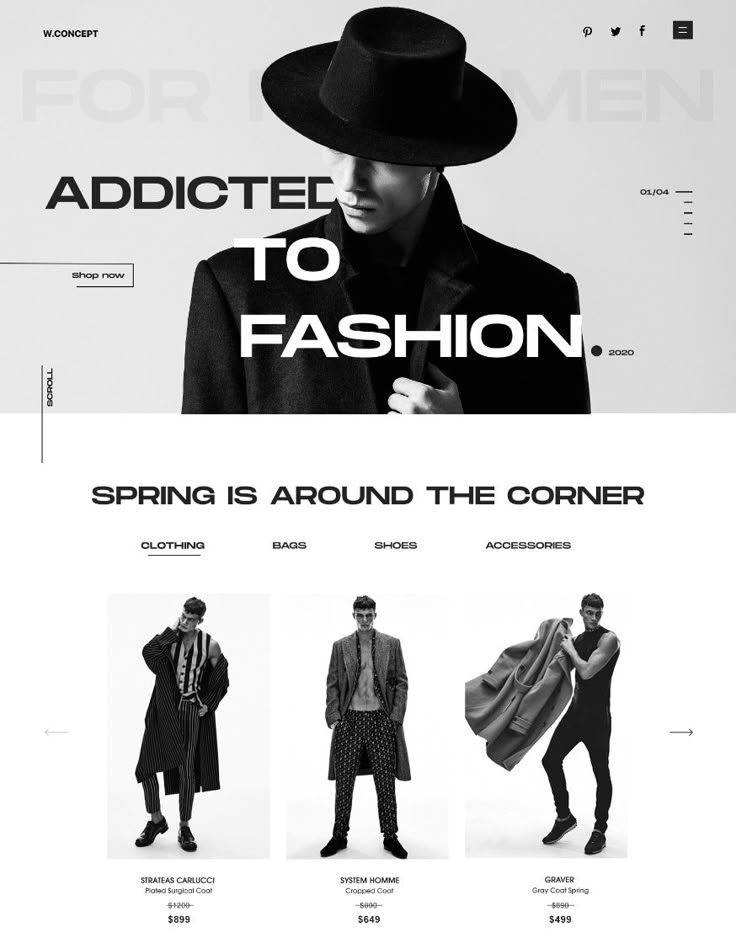 W.CONCEPT
FOR MEN
ADDICTED
01/04
TO
Shop now
FASHION
2020
SCROLL
SPRING IS AROUND THE CORNER
CLOTHING BAGS SHOES ACCESSORIES
STRATEAS CARLUCCI SYSTEM HOMME GRAVER
Plated Surgical Coat Cropped Coat Gray Coat Spring
$1200 $800 $690
$899 $649 $499